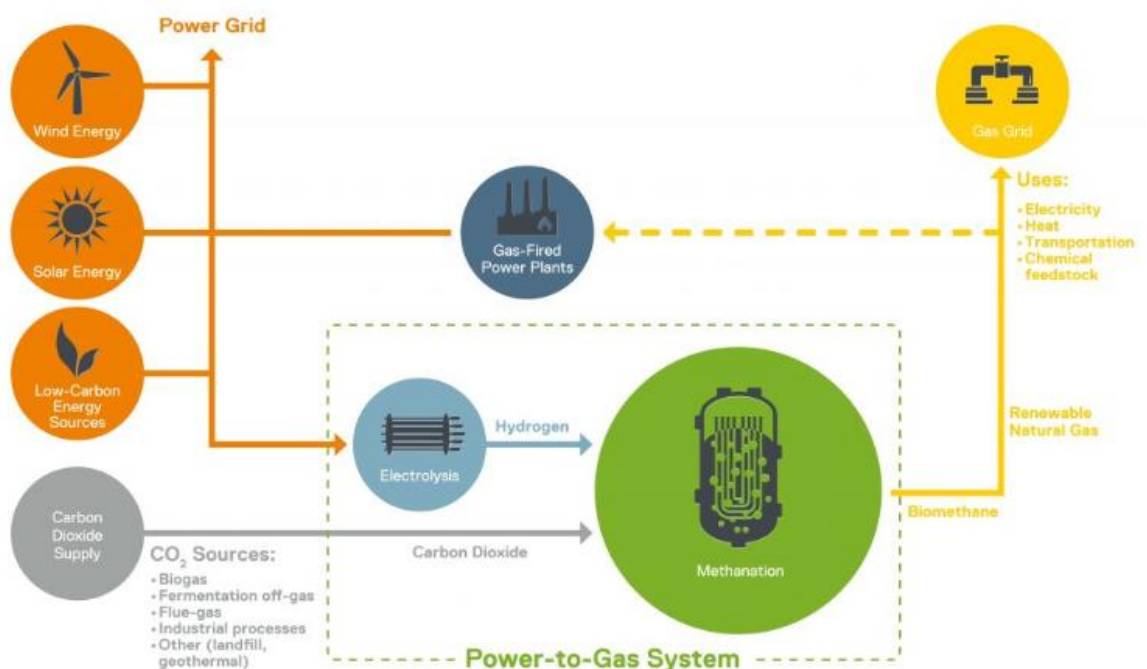 Power Grid
Wind Energy
Solar Energy
Low-Carbon
Energy
Sources
Gas-Fired
Power Plants
Gas Grid
Uses:
• Electricity
• Heat
• Transportation
• Chemical
feedstock
Electrolysis
Hydrogen
Methanation
Renewable
Natural Gas
Biomethane
Carbon
Dioxide
Supply
Carbon Dioxide
CO₂ Sources:
• Biogas
• Fermentation off-gas
• Flue-gas
• Industrial processes
• Other (landfill,
geothermal)
Power-to-Gas System